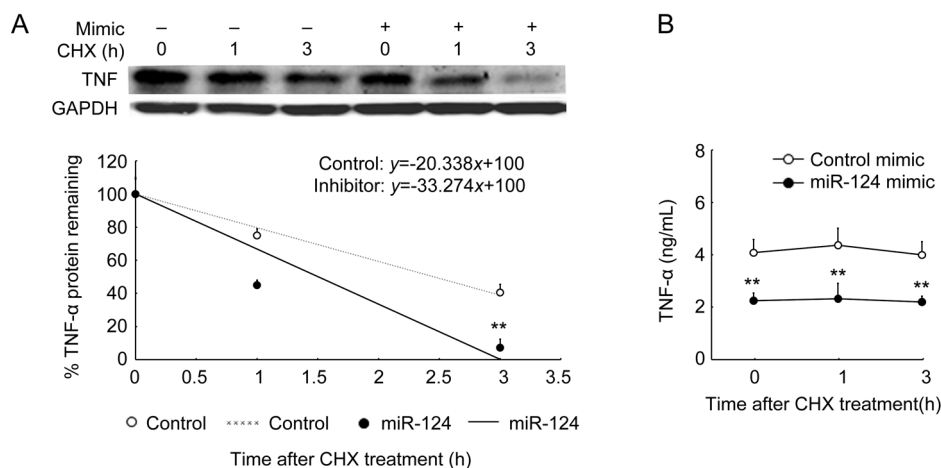 A
Mimic – – – + + +
CHX (h) 0 1 3 0 1 3
TNF
GAPDH
% TNF-α protein remaining
120
100
80
60
40
20
0
Control: y=-20.338x+100
Inhibitor: y=-33.274x+100
**
0 0.5 1 1.5 2 2.5 3 3.5
Control Control miR-124 miR-124
Time after CHX treatment (h)
B
TNF-α (ng/mL)
8
6
4
2
0
Control mimic
miR-124 mimic
** ** **
0 1 3
Time after CHX treatment(h)